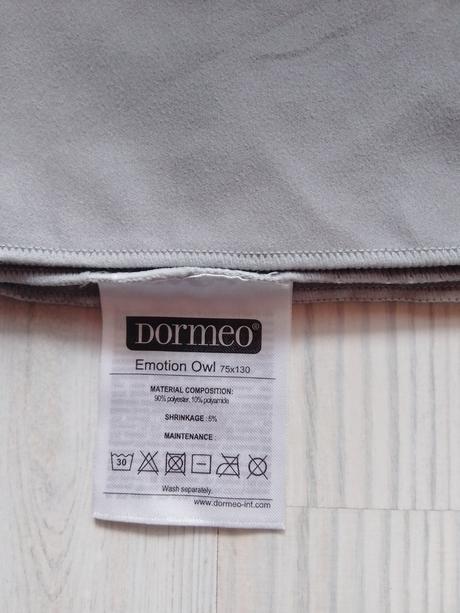 DORMEO®
Emotion Owl 75x130
MATERIAL COMPOSITION:
90% polyester, 10% polyamide
SHRINKAGE : 5%
MAINTENANCE :
30
Wash separately.
www.dormeo-int.com